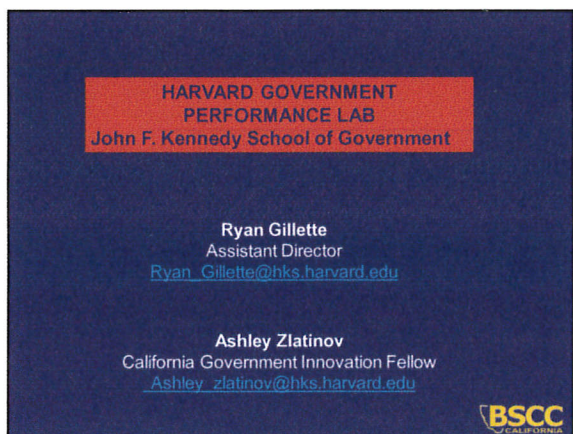 HARVARD GOVERNMENT
PERFORMANCE LAB
John F. Kennedy School of Government
Ryan Gillette
Assistant Director
Ryan_Gillette@hks.harvard.edu
Ashley Zlatinov
California Government Innovation Fellow
Ashley_zlatinov@hks.harvard.edu
BSCC
CALIFORNIA